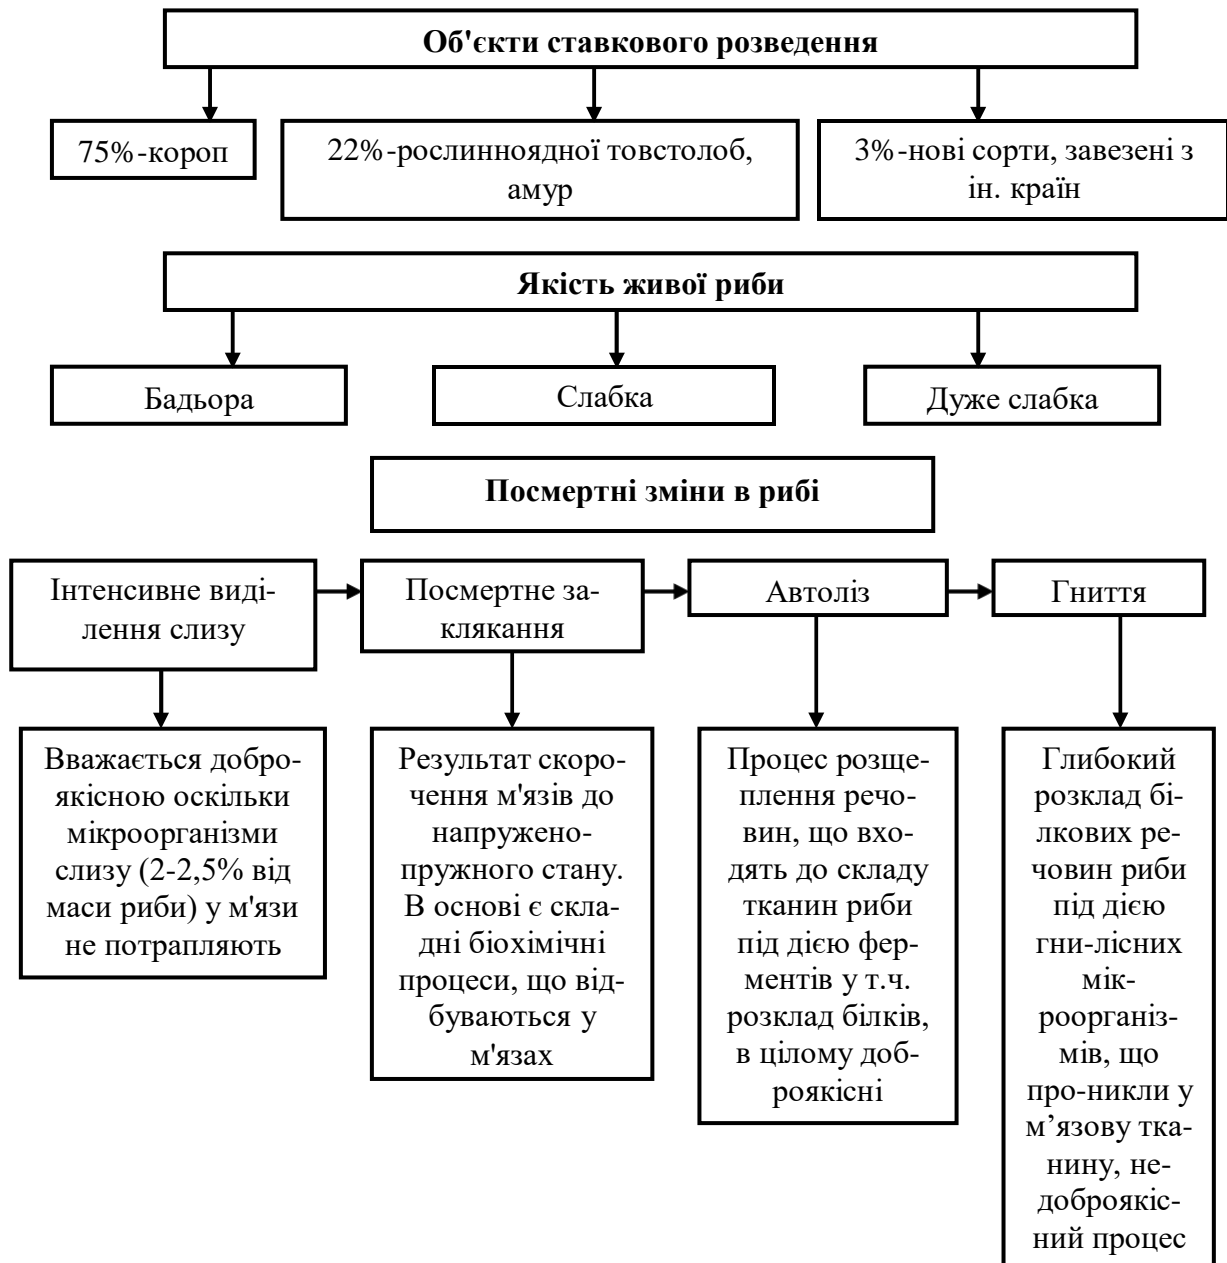 Об'єкти ставкового розведення
75%-короп
22%-рослинноядної товстолоб,
амур
3%-нові сорти, завезені з
ін. країн
Якість живої риби
Бадьора
Слабка
Дуже слабка
Посмертні зміни в рибі
Інтенсивне виді-
лення слизу
Посмертне за-
клякання
Автоліз
Гниття
Вважається добро-
якісною оскільки
мікроорганізми
слизу (2-2,5% від
маси риби) у м'язи
не потрапляють
Результат скоро-
чення м'язів до
напружено-
пружного стану.
В основі є скла-
дні біохімічні
процеси, що від-
буваються у
м'язах
Процес розще-
плення речо-
вин, що вхо-
дять до складу
тканин риби
під дією фер-
ментів у т.ч.
розклад білків,
в цілому доб-
роякісні
Глибокий
розклад бі-
лкових ре-
човин риби
під дією
гни-лісних
мік-
роорганіз-
мів, що
про-никли у
м’язову тка-
нину, не-
доброякіс-
ний процес